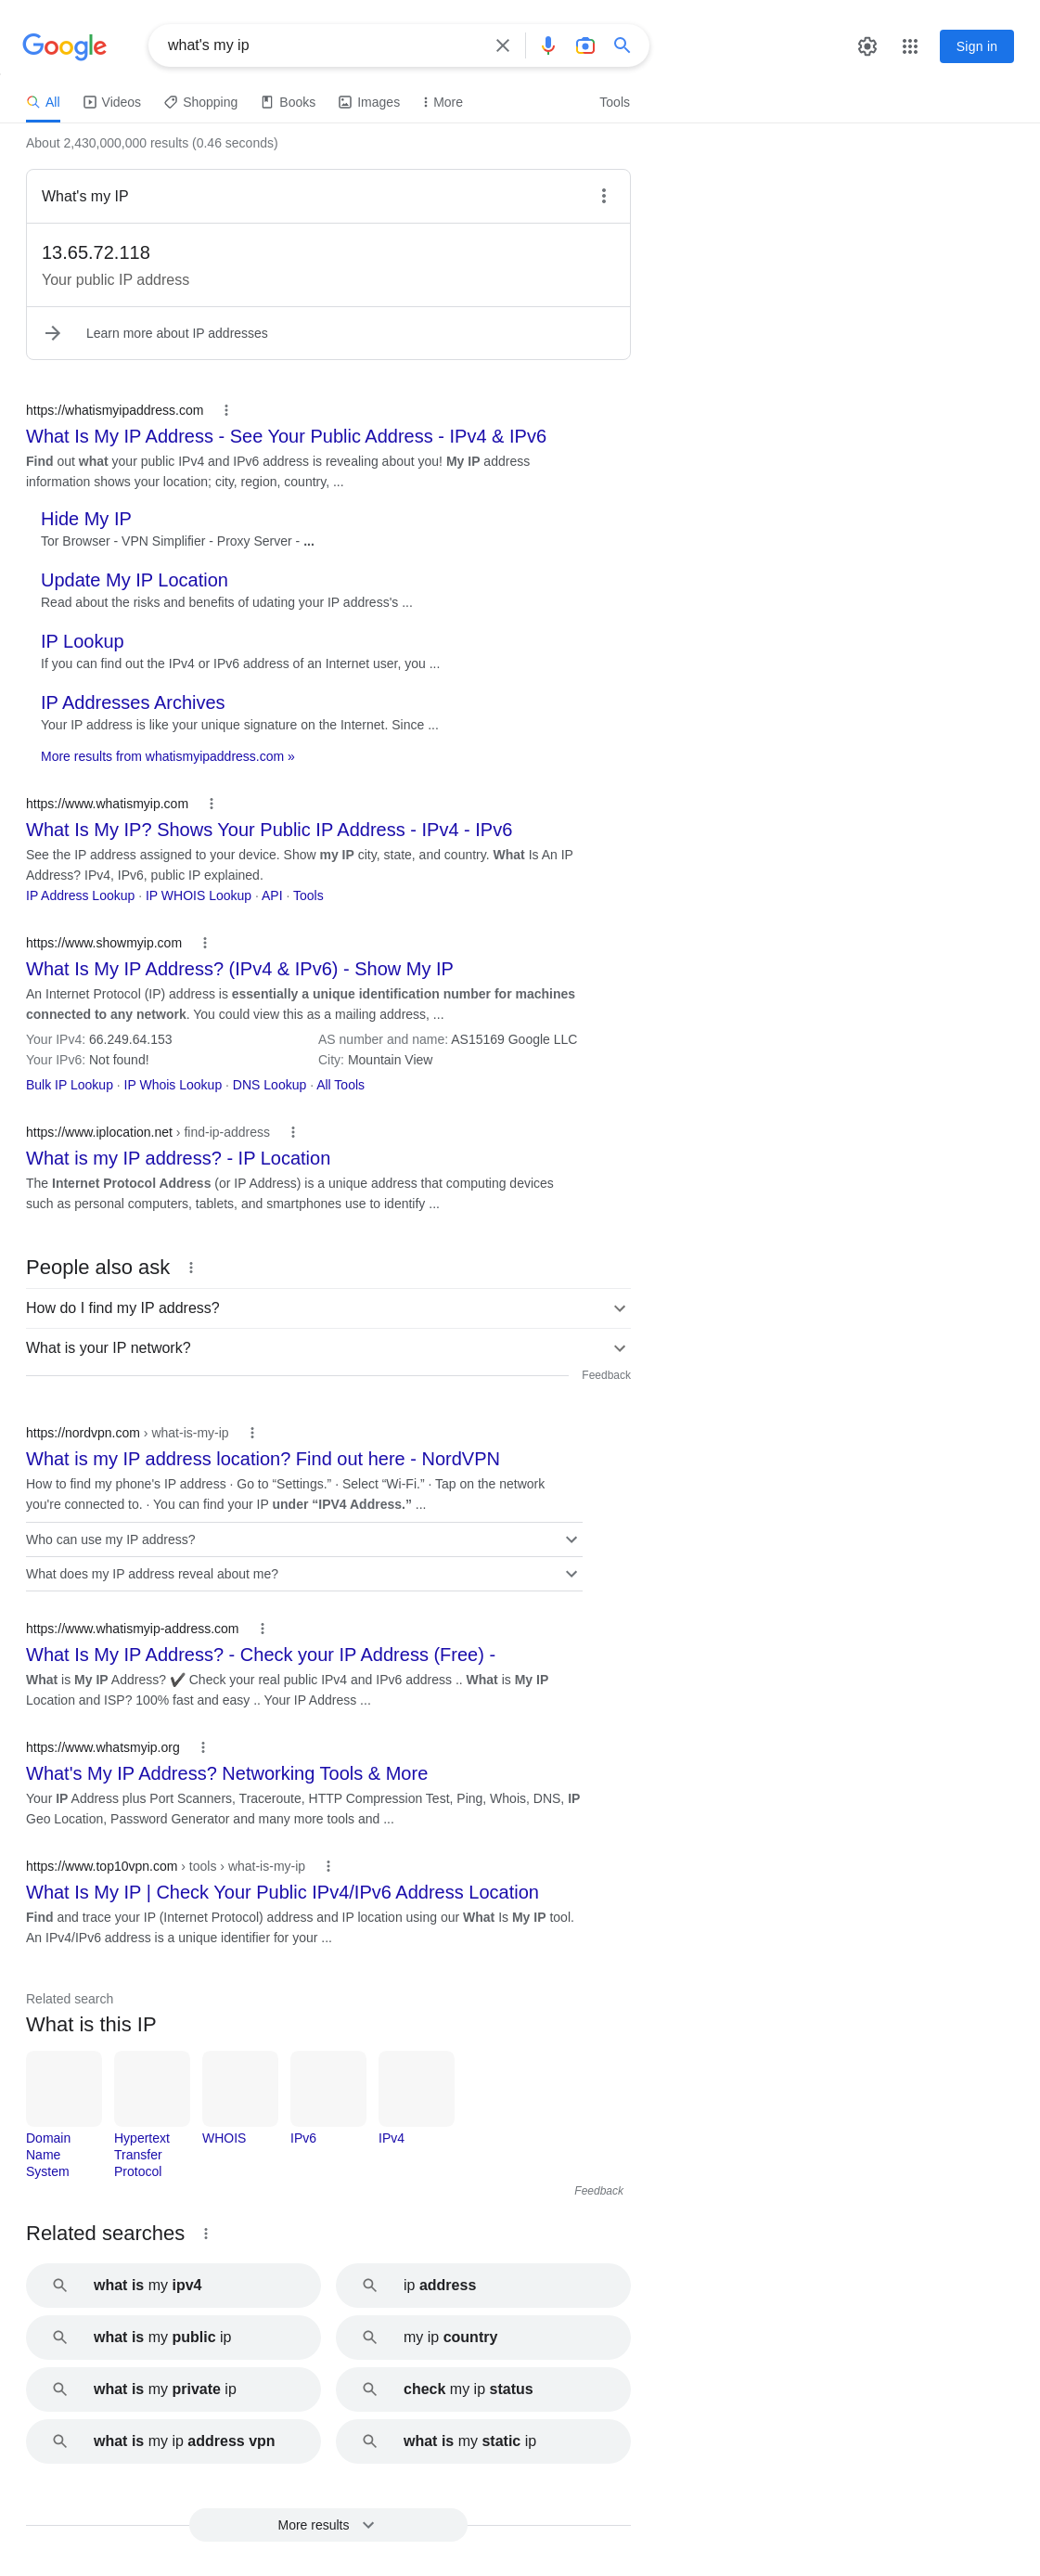 Google
what's my ip
Sign in
All
Videos
Shopping
Books
Images
More
Tools
About 2,430,000,000 results (0.46 seconds)
What's my IP
13.65.72.118
Your public IP address
Learn more about IP addresses
https://whatismyipaddress.com
What Is My IP Address - See Your Public Address - IPv4 & IPv6
Find out what your public IPv4 and IPv6 address is revealing about you! My IP address
information shows your location; city, region, country, ...
Hide My IP
Tor Browser - VPN Simplifier - Proxy Server - ...
Update My IP Location
Read about the risks and benefits of udating your IP address's ...
IP Lookup
If you can find out the IPv4 or IPv6 address of an Internet user, you ...
IP Addresses Archives
Your IP address is like your unique signature on the Internet. Since ...
More results from whatismyipaddress.com »
https://www.whatismyip.com
What Is My IP? Shows Your Public IP Address - IPv4 - IPv6
See the IP address assigned to your device. Show my IP city, state, and country. What Is An IP
Address? IPv4, IPv6, public IP explained.
IP Address Lookup · IP WHOIS Lookup · API · Tools
https://www.showmyip.com
What Is My IP Address? (IPv4 & IPv6) - Show My IP
An Internet Protocol (IP) address is essentially a unique identification number for machines
connected to any network. You could view this as a mailing address, ...
Your IPv4: 66.249.64.153
AS number and name: AS15169 Google LLC
Your IPv6: Not found!
City: Mountain View
Bulk IP Lookup · IP Whois Lookup · DNS Lookup · All Tools
https://www.iplocation.net › find-ip-address
What is my IP address? - IP Location
The Internet Protocol Address (or IP Address) is a unique address that computing devices
such as personal computers, tablets, and smartphones use to identify ...
People also ask
How do I find my IP address?
What is your IP network?
Feedback
https://nordvpn.com › what-is-my-ip
What is my IP address location? Find out here - NordVPN
How to find my phone's IP address · Go to “Settings.” · Select “Wi-Fi.” · Tap on the network
you're connected to. · You can find your IP under “IPV4 Address.” ...
Who can use my IP address?
What does my IP address reveal about me?
https://www.whatismyip-address.com
What Is My IP Address? - Check your IP Address (Free) -
What is My IP Address? ✔️ Check your real public IPv4 and IPv6 address .. What is My IP
Location and ISP? 100% fast and easy .. Your IP Address ...
https://www.whatsmyip.org
What's My IP Address? Networking Tools & More
Your IP Address plus Port Scanners, Traceroute, HTTP Compression Test, Ping, Whois, DNS, IP
Geo Location, Password Generator and many more tools and ...
https://www.top10vpn.com › tools › what-is-my-ip
What Is My IP | Check Your Public IPv4/IPv6 Address Location
Find and trace your IP (Internet Protocol) address and IP location using our What Is My IP tool.
An IPv4/IPv6 address is a unique identifier for your ...
Related search
What is this IP
Domain
Name
System
Hypertext
Transfer
Protocol
WHOIS
IPv6
IPv4
Feedback
Related searches
what is my ipv4
ip address
what is my public ip
my ip country
what is my private ip
check my ip status
what is my ip address vpn
what is my static ip
More results